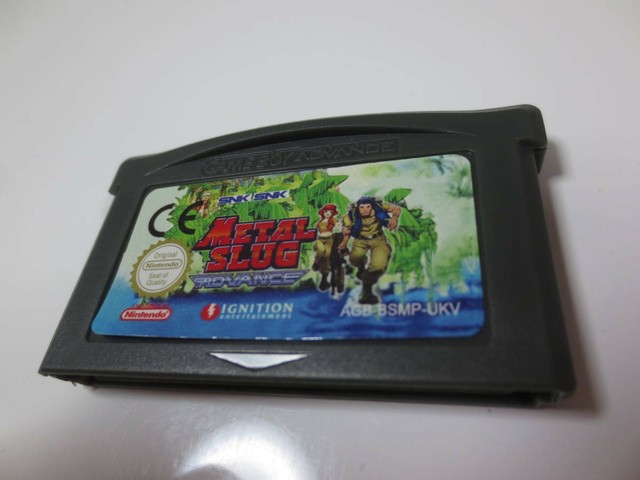 GAME BOY ADVANCE
SNK SNK
CE
METAL
SLUG
ADVANCE
Original
Nintendo
Seal of
Quality
Nintendo
IGNITION
entertainment
AGB-BSMP-UKV